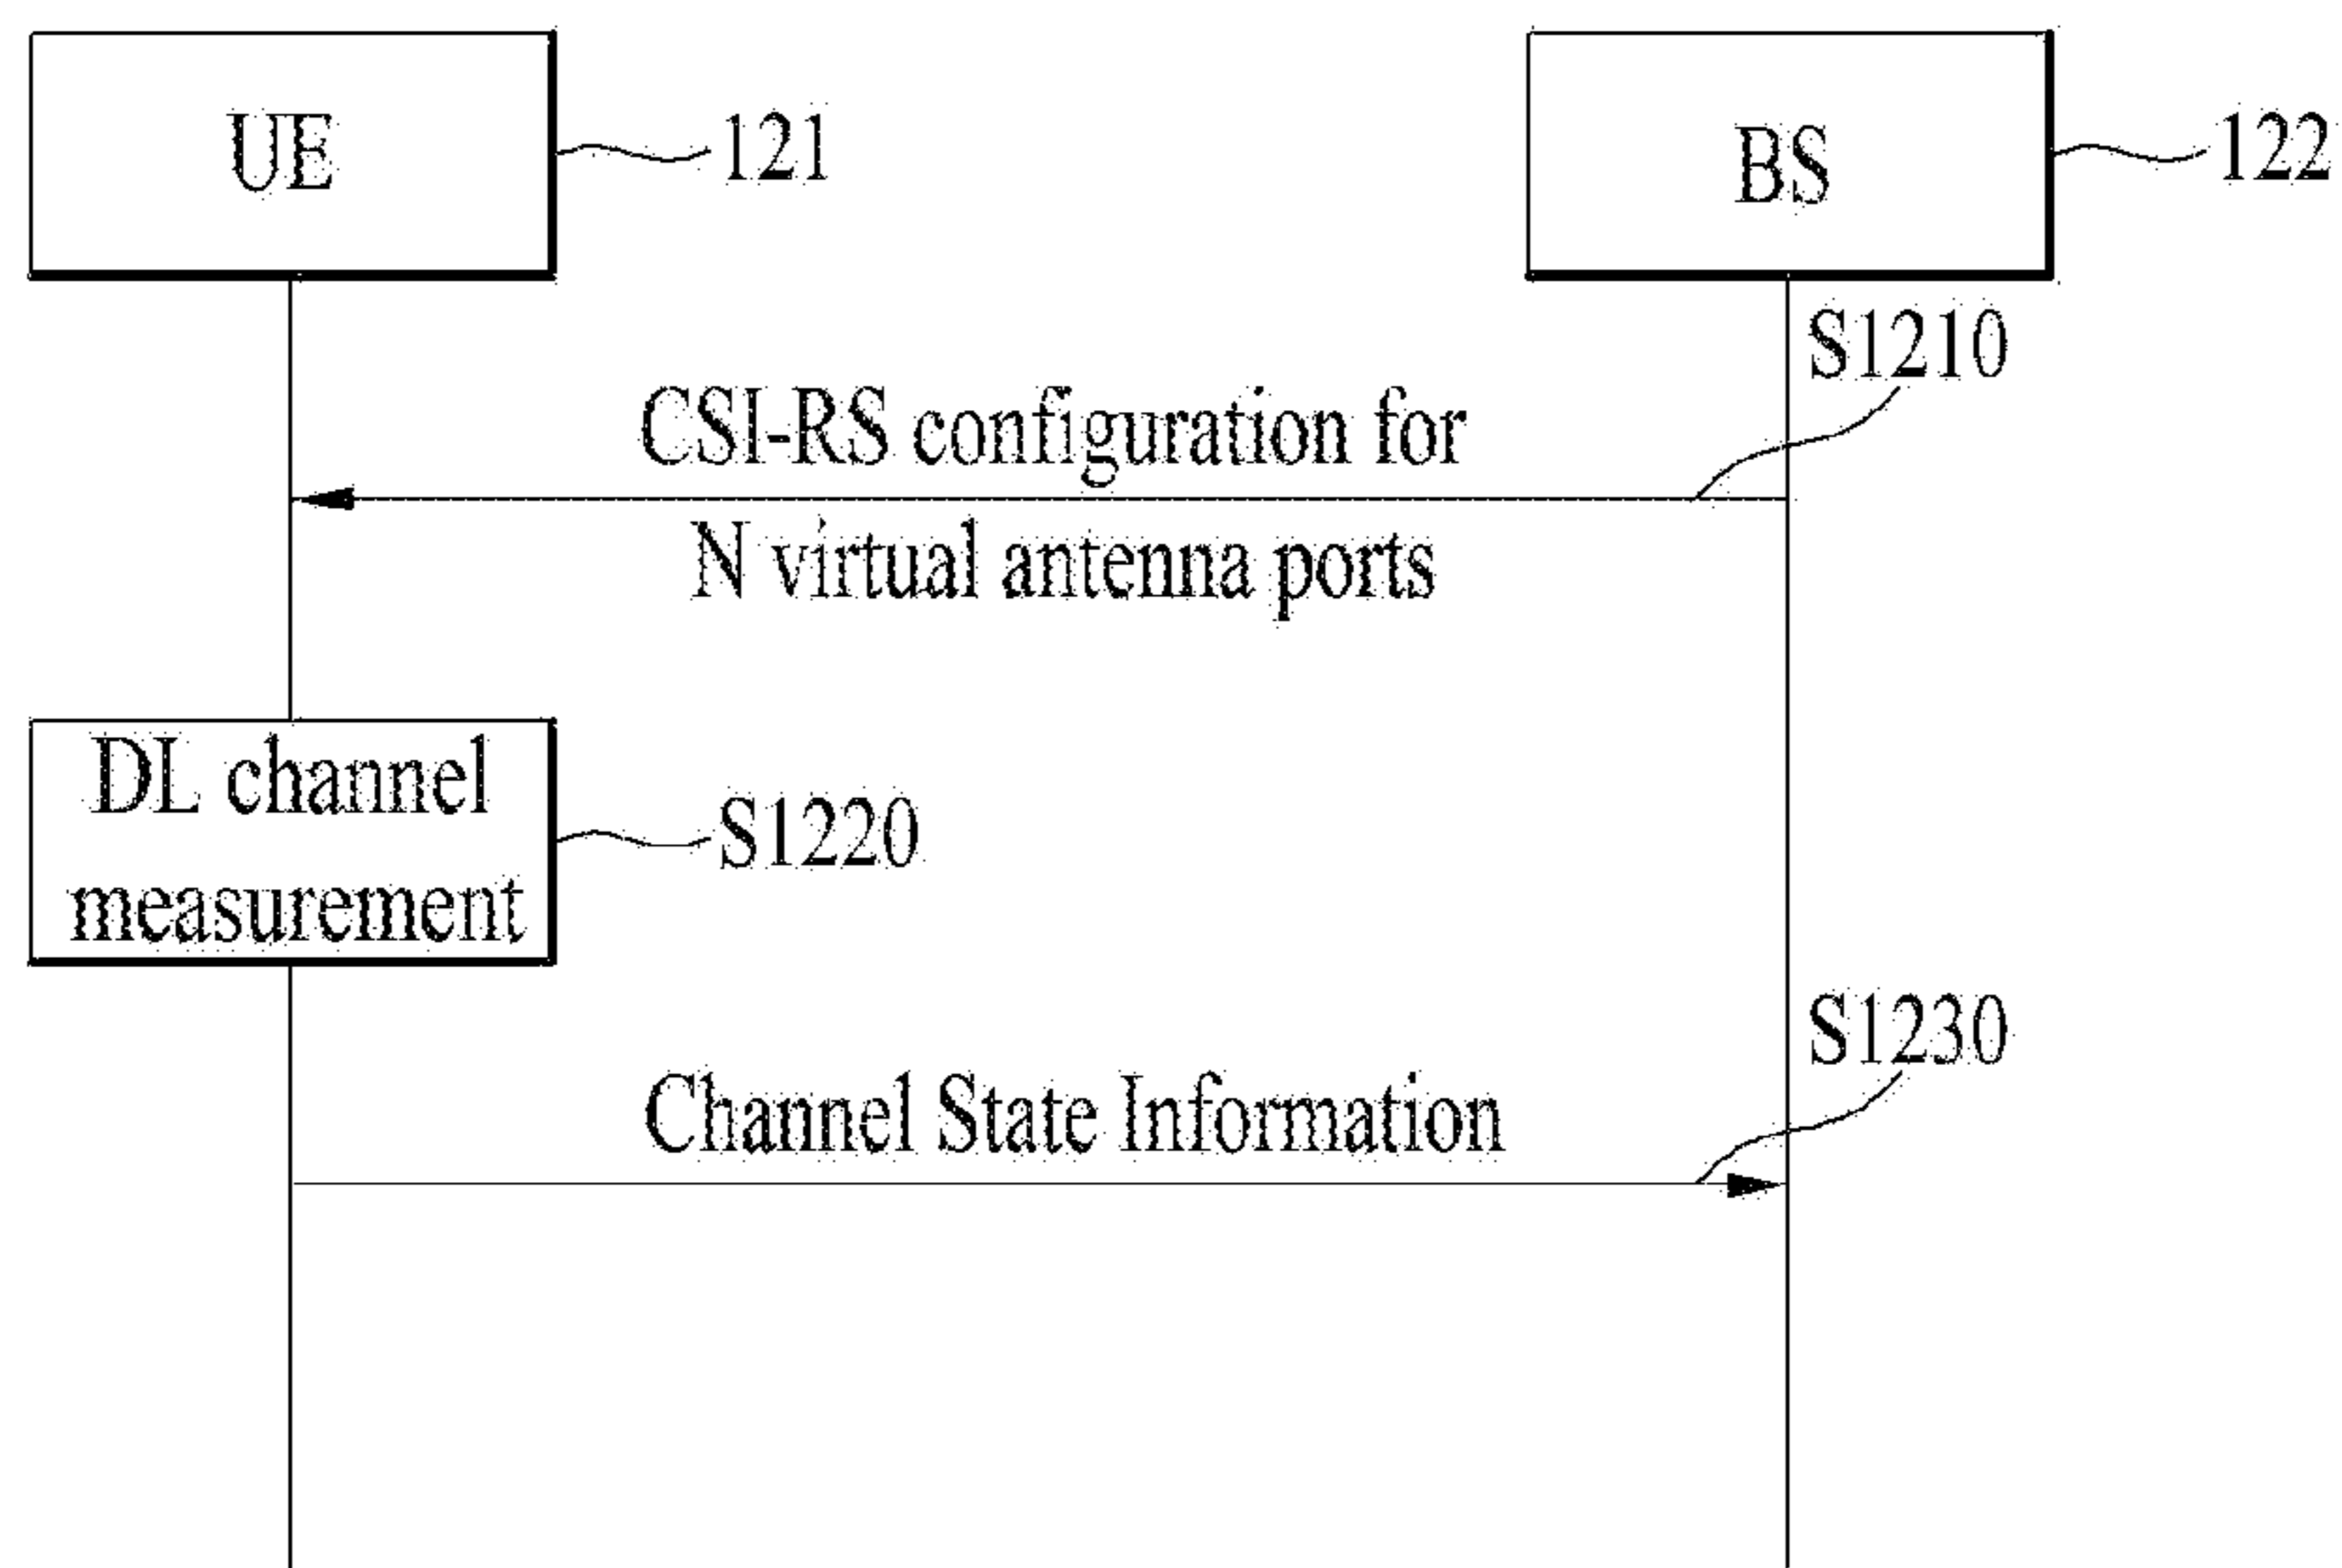 UE
121
BS
122
S1210
CSI-RS configuration for
N virtual antenna ports
DL channel
measurement
S1220
S1230
Channel State Information